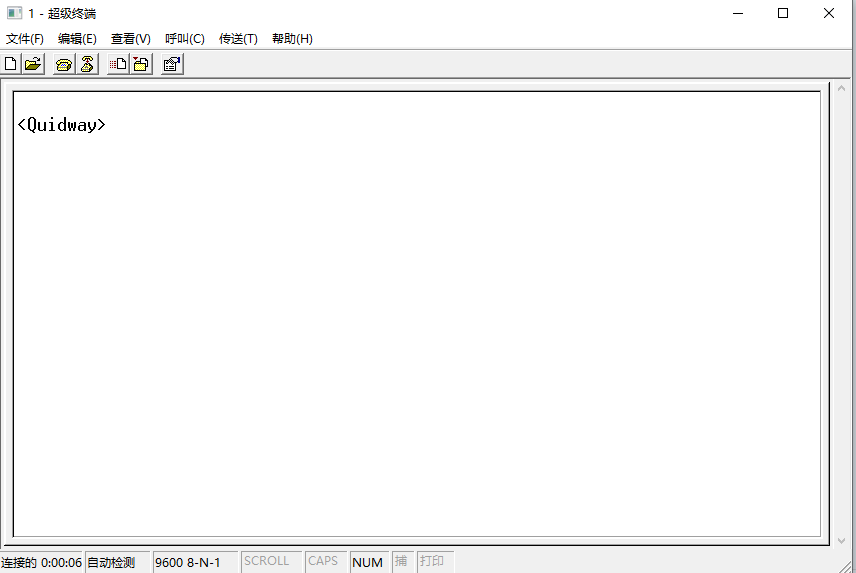 1 - 超级终端
文件(F) 编辑(E) 查看(V) 呼叫(C) 传送(T) 帮助(H)
<Quidway>
连接的 0:00:06 自动检测 9600 8-N-1 SCROLL CAPS NUM 捕 打印